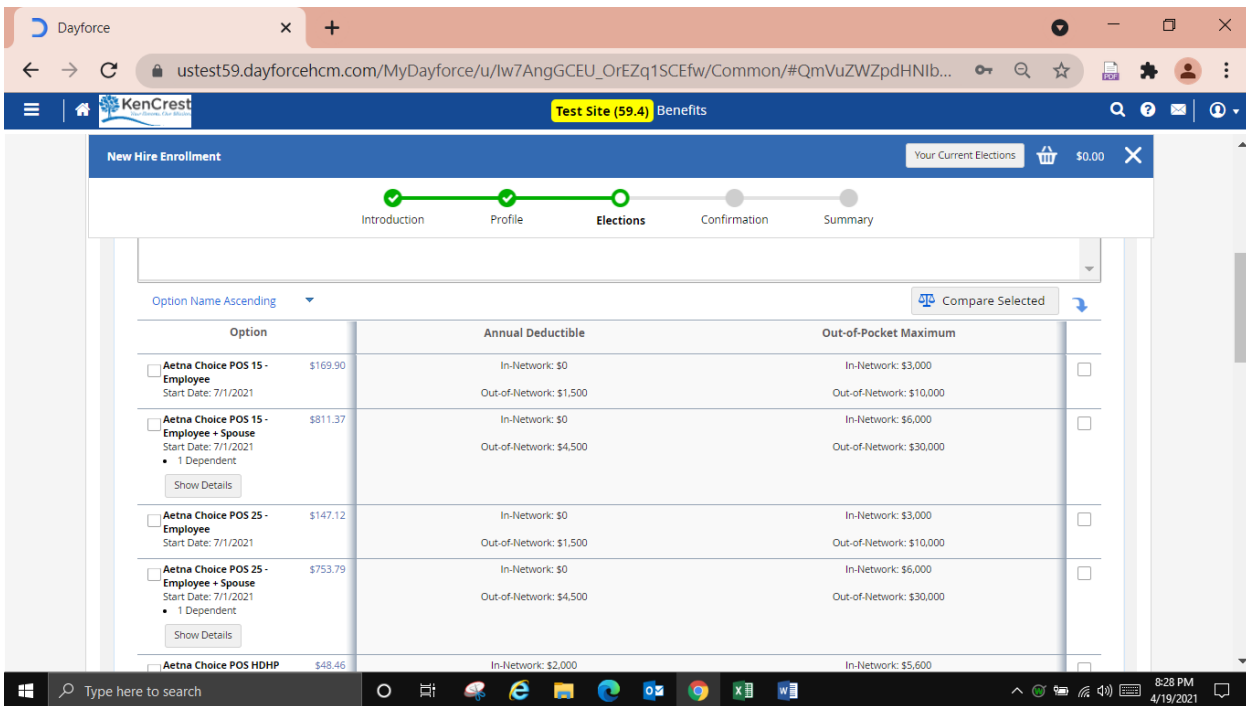 Dayforce
ustest59.dayforcehcm.com/MyDayforce/u/Iw7AngGCEU_OrEZq1SCEfw/Common/#QmVuZWZpdHNIb...
PDF
KenCrest
Test Site (59.4) Benefits
New Hire Enrollment
Your Current Elections
$0.00
Introduction
Profile
Elections
Confirmation
Summary
Option Name Ascending
Compare Selected
Option
Annual Deductible
Out-of-Pocket Maximum
Aetna Choice POS 15 - $169.90 In-Network: $0 In-Network: $3,000
Employee
Start Date: 7/1/2021 Out-of-Network: $1,500 Out-of-Network: $10,000
Aetna Choice POS 15 - $811.37 In-Network: $0 In-Network: $6,000
Employee + Spouse
Start Date: 7/1/2021 Out-of-Network: $4,500 Out-of-Network: $30,000
• 1 Dependent
Show Details
Aetna Choice POS 25 - $147.12 In-Network: $0 In-Network: $3,000
Employee
Start Date: 7/1/2021 Out-of-Network: $1,500 Out-of-Network: $10,000
Aetna Choice POS 25 - $753.79 In-Network: $0 In-Network: $6,000
Employee + Spouse
Start Date: 7/1/2021 Out-of-Network: $4,500 Out-of-Network: $30,000
• 1 Dependent
Show Details
Aetna Choice POS HDHP $48.46 In-Network: $2,000 In-Network: $5,600
Type here to search
8:28 PM
4/19/2021